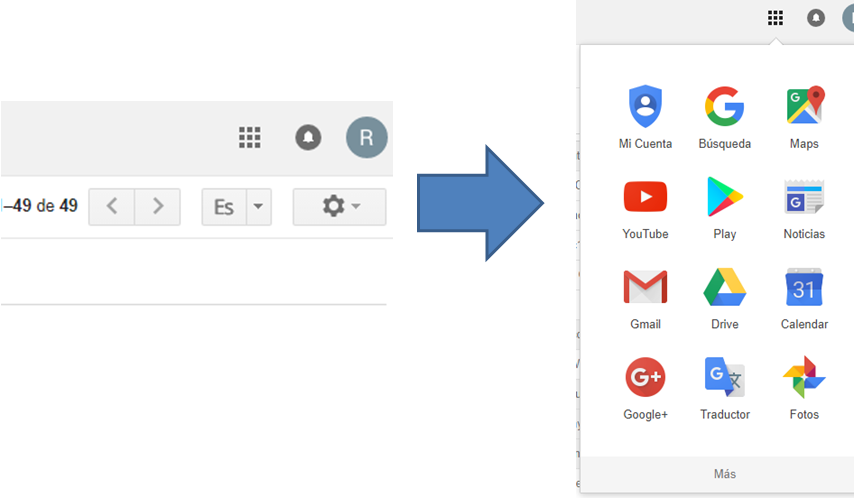 R
–49 de 49
Es
Mi Cuenta
Búsqueda
Maps
YouTube
Play
Noticias
31
Gmail
Drive
Calendar
G+
Google+
Traductor
Fotos
Más